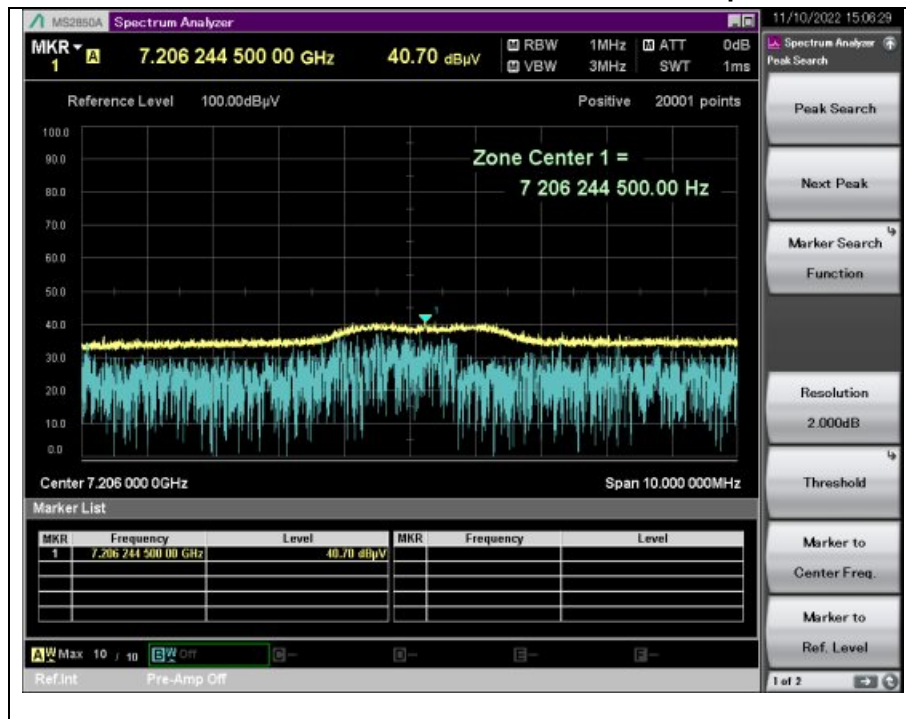 MS2850A Spectrum Analyzer
11/10/2022 15:06:29
MKR 1 A 7.206 244 500 00 GHz 40.70 dBµV
RBW 1MHz ATT 0dB
VBW 3MHz SWT 1ms
Spectrum Analyzer
Peak Search
Reference Level 100.00dBµV Positive 20001 points
100.0
90.0
80.0
70.0
60.0
50.0
40.0
30.0
20.0
10.0
0.0
Zone Center 1 =
7 206 244 500.00 Hz
1
Center 7.206 000 0GHz Span 10.000 000MHz
Marker List
MKR Frequency Level MKR Frequency Level
1 7.206 244 500 00 GHz 40.70 dBµV
A Max 10 / 10 B Off C - D - E - F -
Ref.Int Pre-Amp Off
Peak Search
Next Peak
Marker Search
Function
Resolution
2.000dB
Threshold
Marker to
Center Freq.
Marker to
Ref. Level
1 of 2